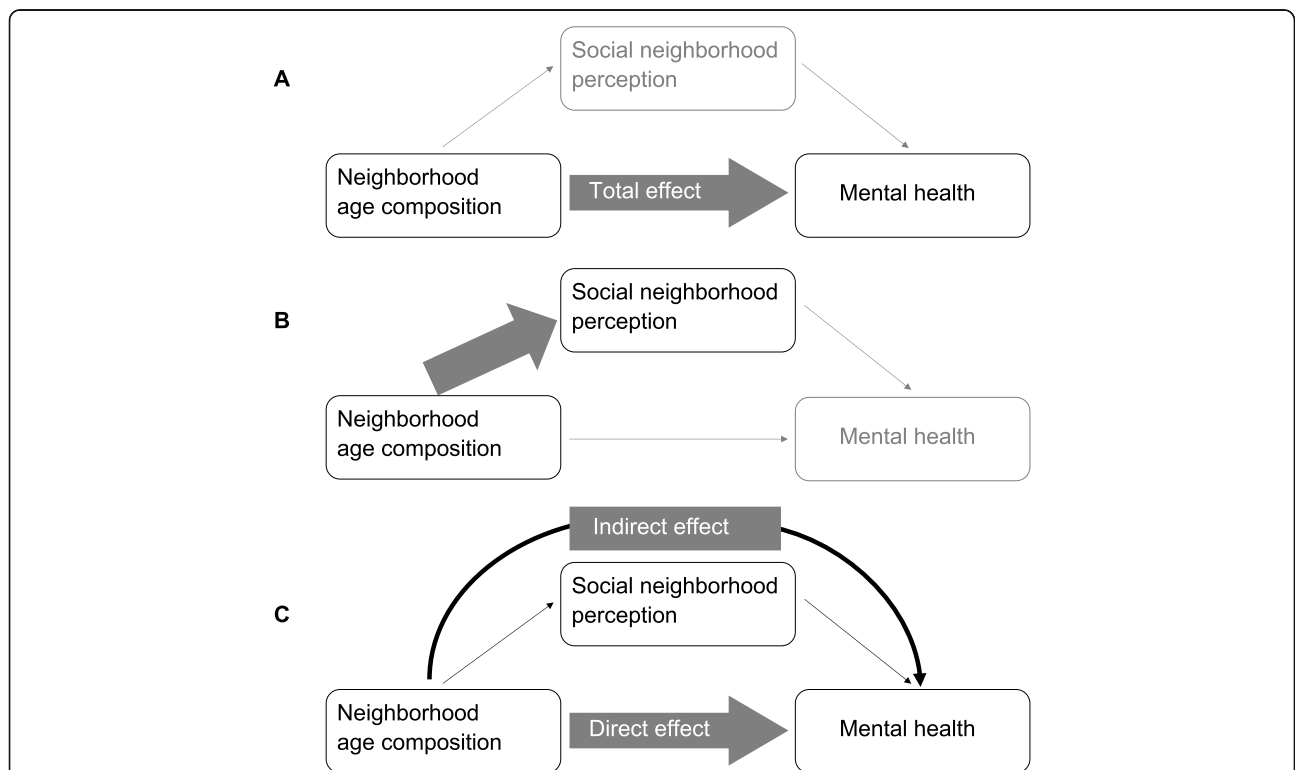 Social neighborhood
perception
A
Neighborhood
age composition
Total effect
Mental health
Social neighborhood
perception
B
Neighborhood
age composition
Mental health
Indirect effect
Social neighborhood
perception
C
Neighborhood
age composition
Direct effect
Mental health